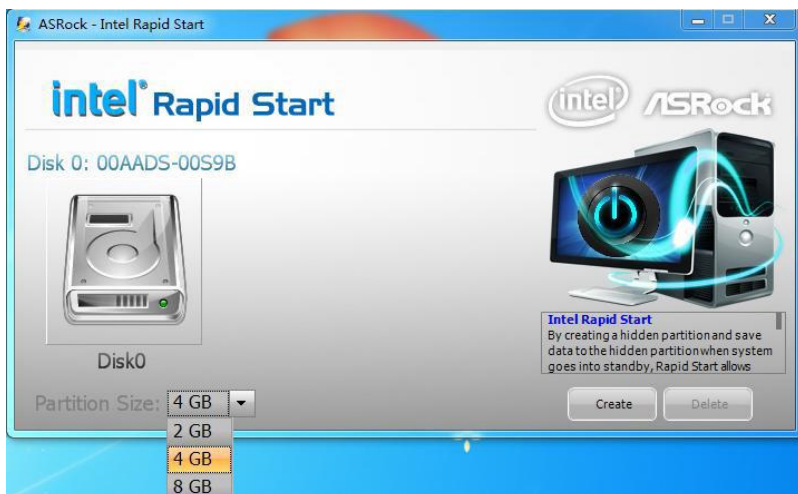 ASRock - Intel Rapid Start
intel® Rapid Start
intel® ASRock
Disk 0: 00AADS-00S9B
Disk0
Intel Rapid Start
By creating a hidden partition and save
data to the hidden partition when system
goes into standby, Rapid Start allows
Partition Size: 4 GB
2 GB
4 GB
8 GB
Create
Delete